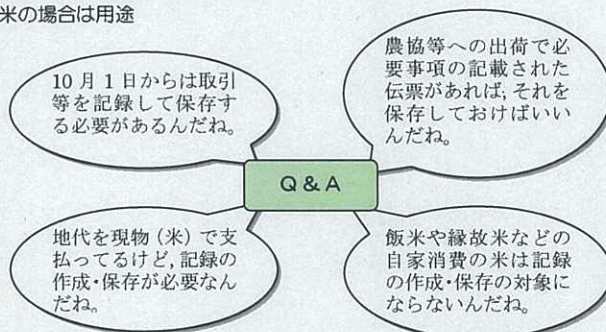 米の場合は用途
10月1日からは取引
等を記録して保存す
る必要があるんだね。
農協等への出荷で必
要事項の記載された
伝票があれば、それを
保存しておけばいい
んだね。
Q&A
地代を現物(米)で支
払ってるけど、記録の
作成・保存が必要なん
だね。
飯米や縁故米などの
自家消費の米は記録
の作成・保存の対象に
ならないんだね。